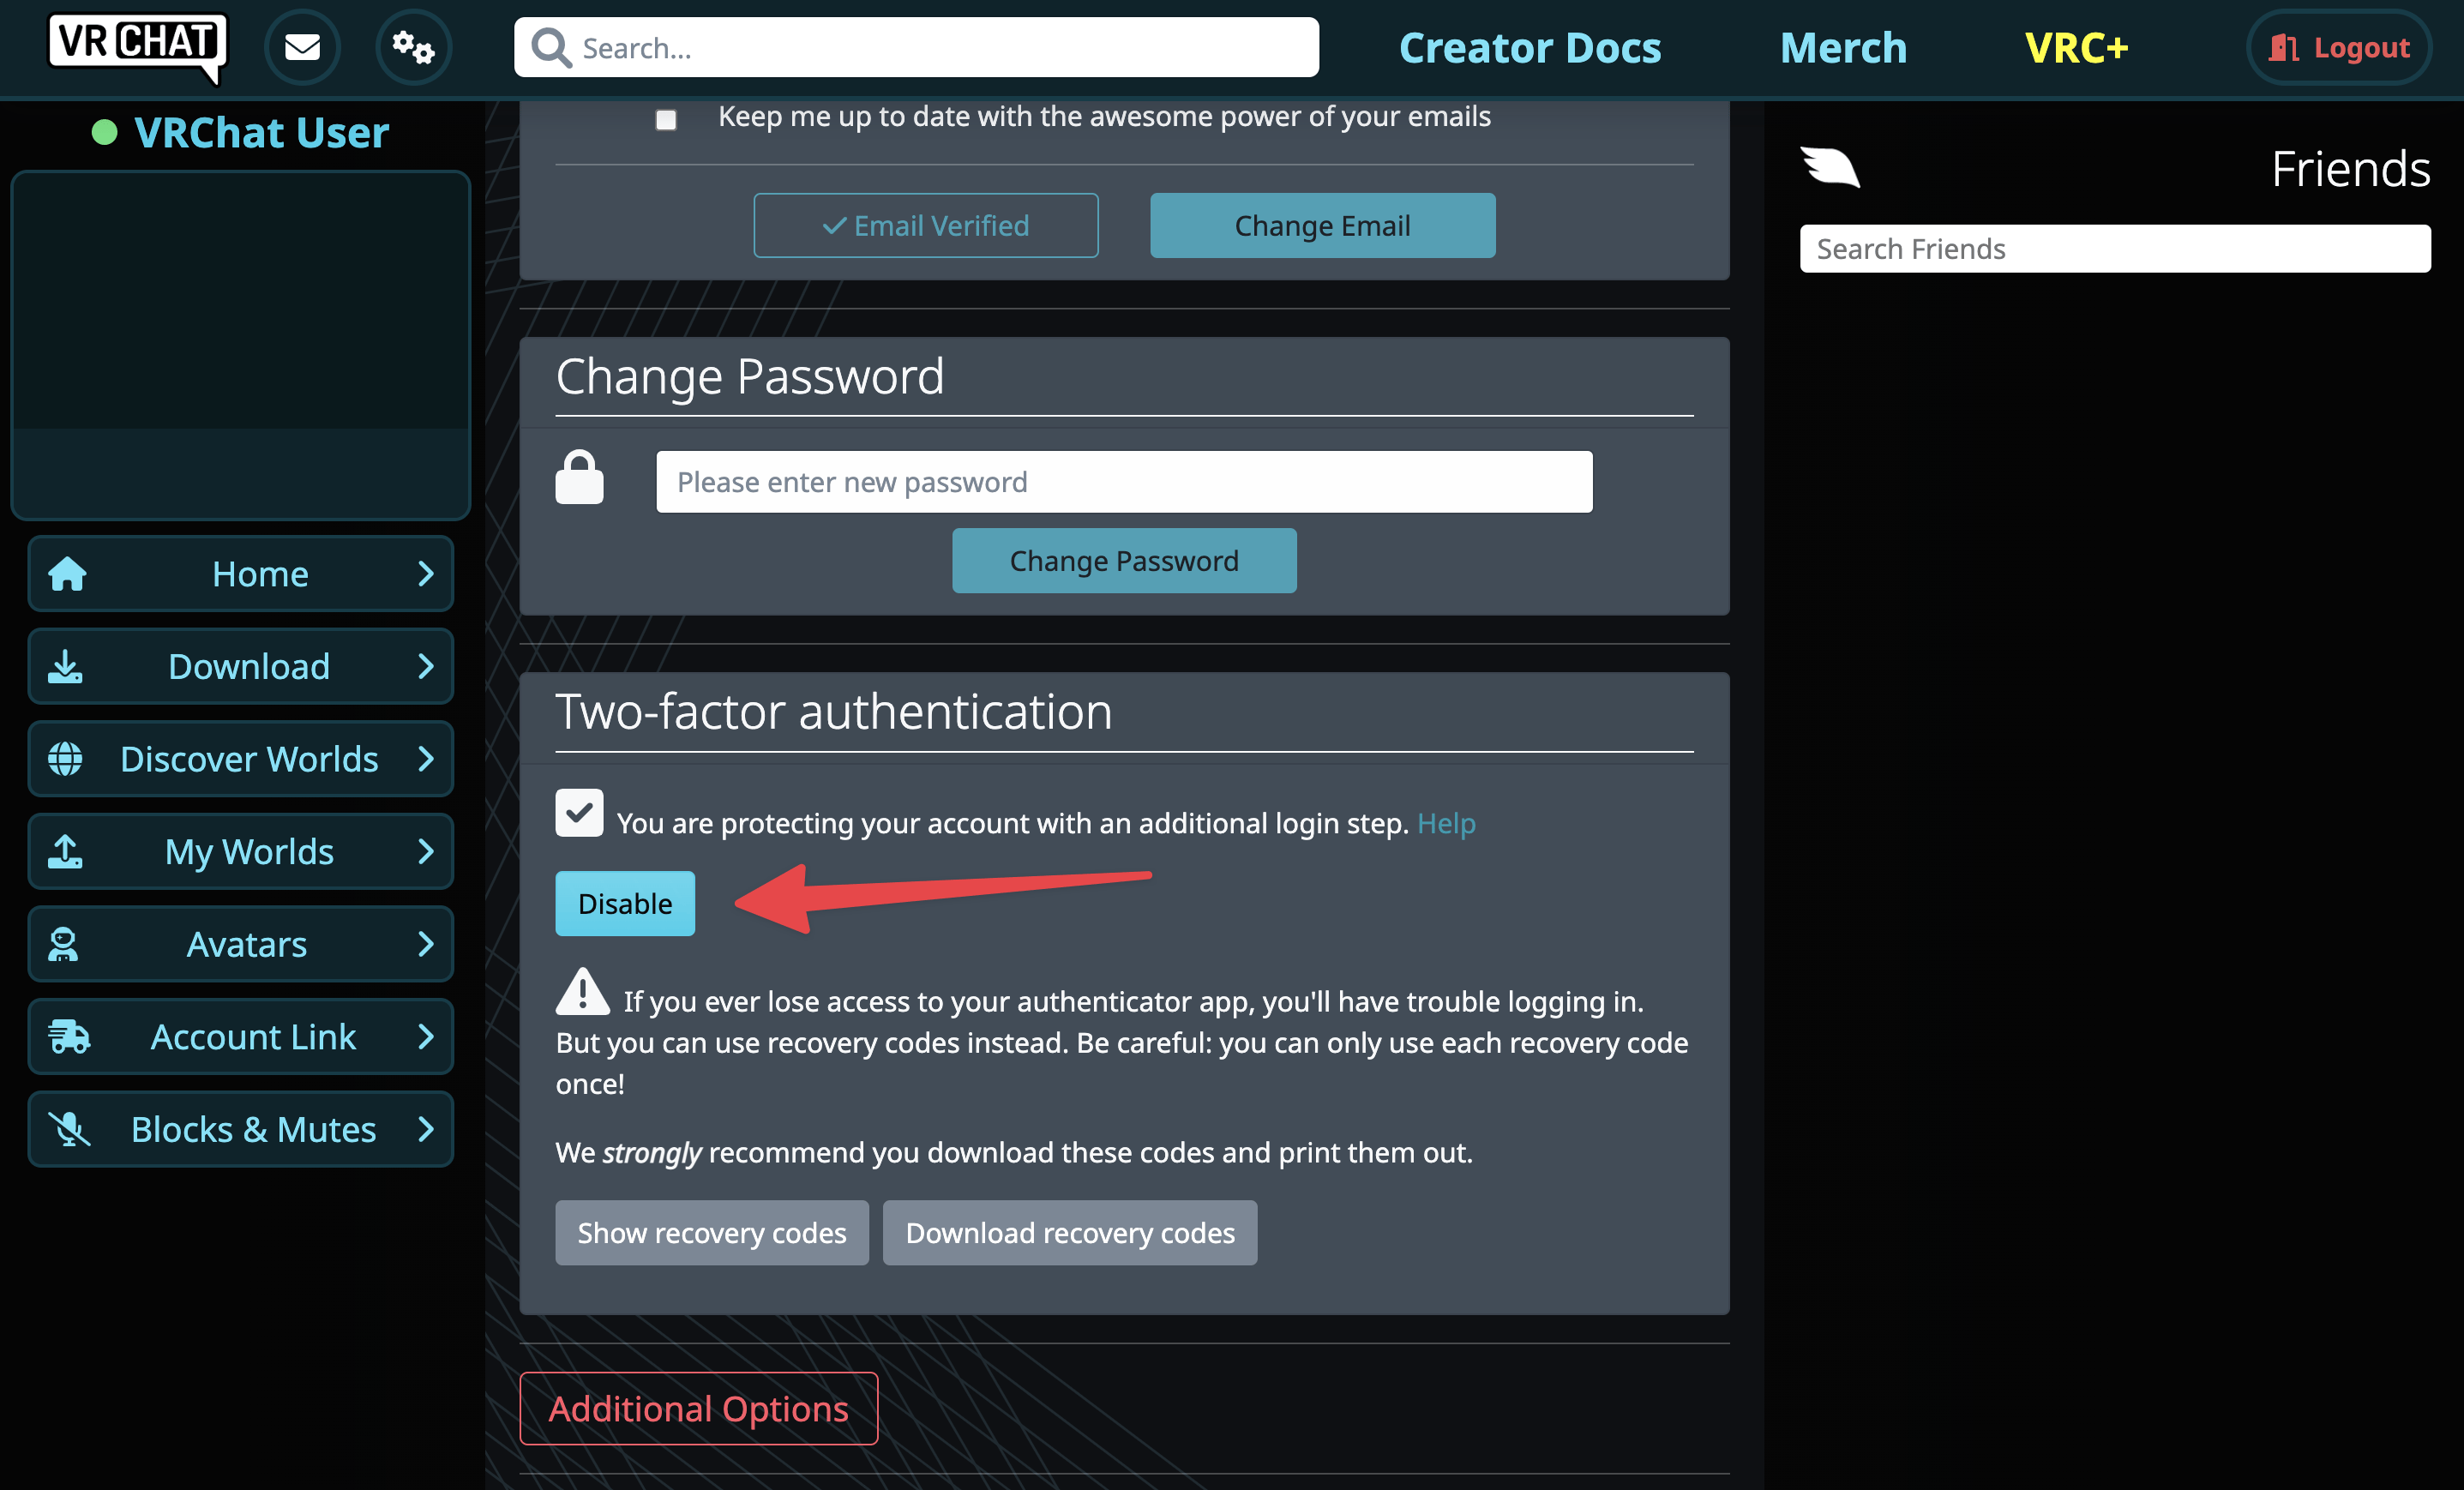 VRCHAT
Search...
Creator Docs
Merch
VRC+
Logout
VRChat User
Home
Download
Discover Worlds
My Worlds
Avatars
Account Link
Blocks & Mutes
Keep me up to date with the awesome power of your emails
Email Verified
Change Email
Change Password
Please enter new password
Change Password
Two-factor authentication
You are protecting your account with an additional login step. Help
Disable
If you ever lose access to your authenticator app, you'll have trouble logging in.
But you can use recovery codes instead. Be careful: you can only use each recovery code
once!
We strongly recommend you download these codes and print them out.
Show recovery codes
Download recovery codes
Additional Options
Friends
Search Friends